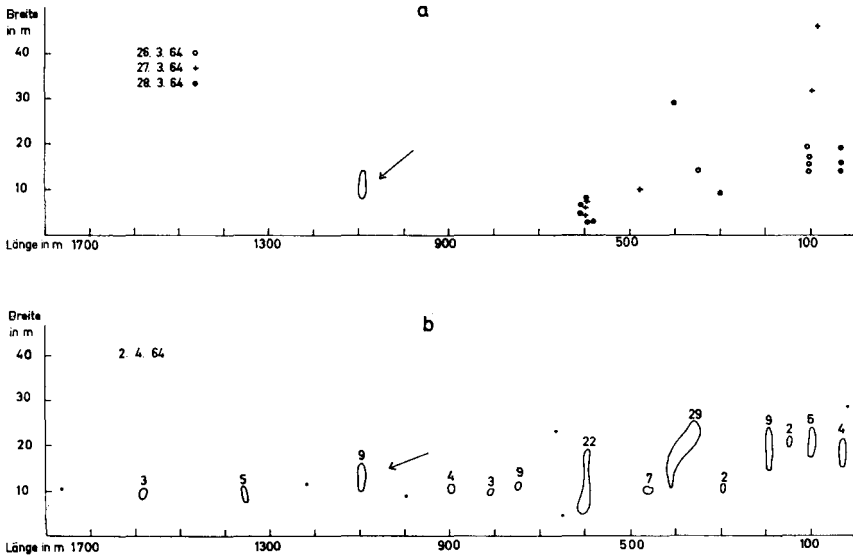 a
Breite
in m
40
30
20
10
26. 3. 64
27. 3. 64
28. 3. 64
Länge in m 1700 1300 900 500 100
b
Breite
in m
40
30
20
10
2. 4. 64
3 5 9 4 3 9 22 7 29 2 9 2 6 4
Länge in m 1700 1300 900 500 100